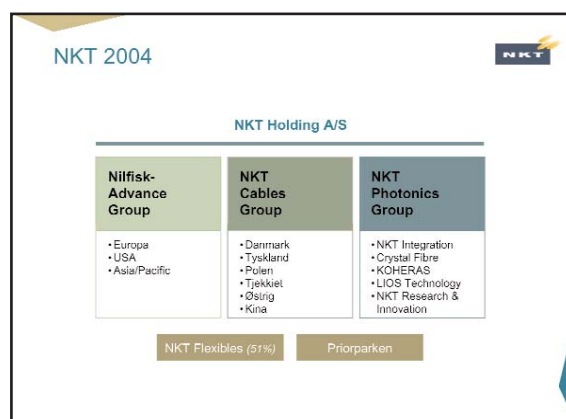 NKT 2004
NKT
NKT Holding A/S
Nilfisk-
Advance
Group
• Europa
• USA
• Asia/Pacific
NKT
Cables
Group
• Danmark
• Tyskland
• Polen
• Tjekkiet
• Østrig
• Kina
NKT
Photonics
Group
• NKT Integration
• Crystal Fibre
• KOHERAS
• LIOS Technology
• NKT Research &
Innovation
NKT Flexibles (51%)
Priorparken